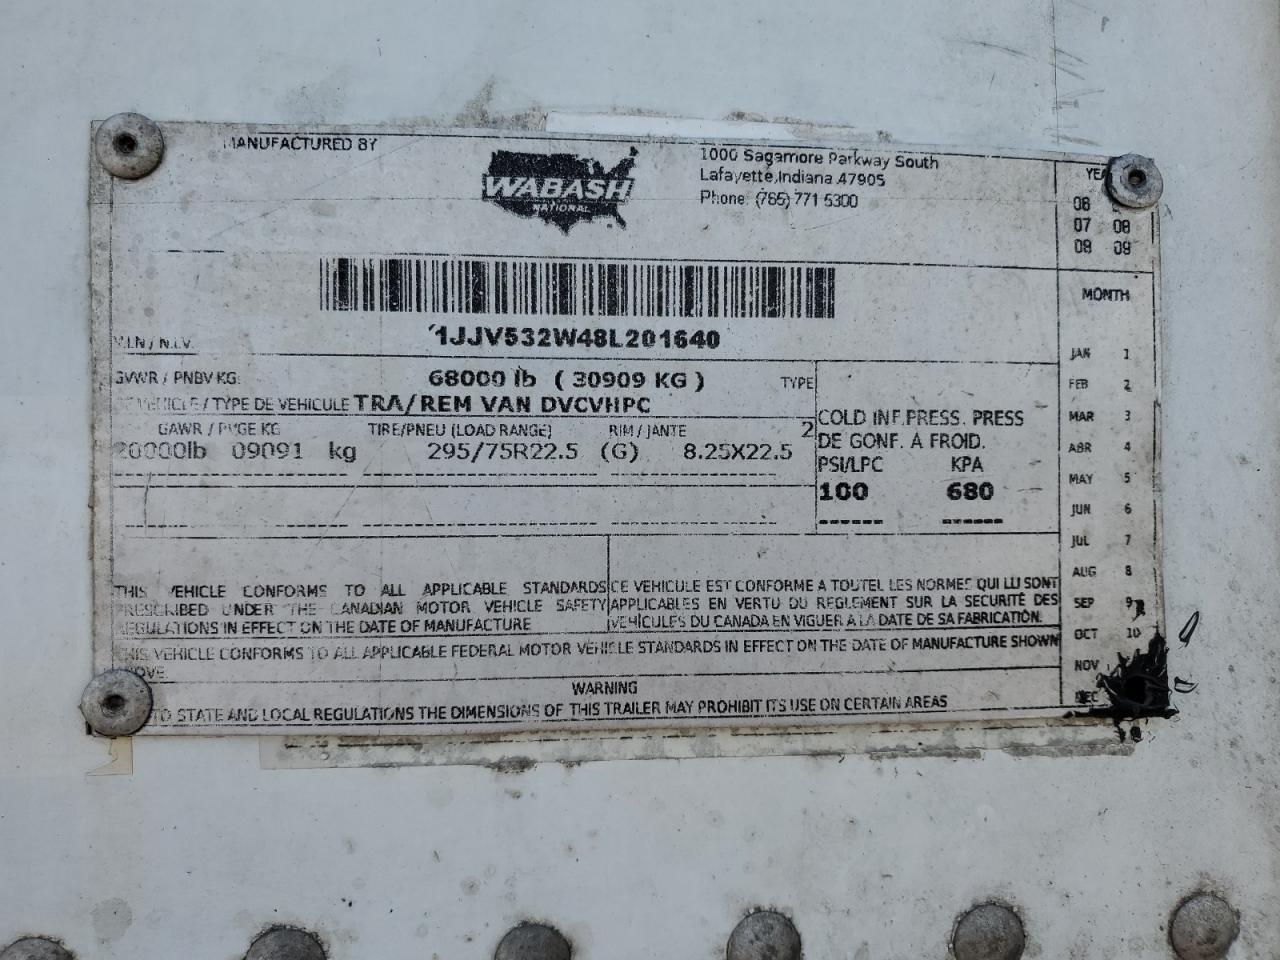 MANUFACTURED BY
WABASH
NATIONAL
1000 Sagamore Parkway South
Lafayette, Indiana 47905
Phone: (765) 771 5300
06
07 08
08 09
MONTH
1JJV532W48L201640
V.I.N / N.I.V.
GVWR / PNBV KG. 68000 lb ( 30909 KG ) TYPE
VEHICLE / TYPE DE VEHICULE TRA/REM VAN DVCVHPC
GAWR / PVGE KG TIRE/PNEU (LOAD RANGE) RIM / JANTE 2
20000lb 09091 kg 295/75R22.5 (G) 8.25X22.5
COLD INF. PRESS. PRESS
DE GONF. A FROID.
PSI/LPC KPA
100 680
JAN 1
FEB 2
MAR 3
ABR 4
MAY 5
JUN 6
JUL 7
AUG 8
SEP 9
OCT 10
NOV
DEC
THIS VEHICLE CONFORMS TO ALL APPLICABLE STANDARDS
PRESCRIBED UNDER THE CANADIAN MOTOR VEHICLE SAFETY
REGULATIONS IN EFFECT ON THE DATE OF MANUFACTURE
CE VEHICULE EST CONFORME A TOUTEL LES NORMES QUI LUI SONT
APPLICABLES EN VERTU DU REGLEMENT SUR LA SECURITE DES
VEHICULES DU CANADA EN VIGUER A LA DATE DE SA FABRICATION.
THIS VEHICLE CONFORMS TO ALL APPLICABLE FEDERAL MOTOR VEHICLE STANDARDS IN EFFECT ON THE DATE OF MANUFACTURE SHOWN
ABOVE.
WARNING
TO STATE AND LOCAL REGULATIONS THE DIMENSIONS OF THIS TRAILER MAY PROHIBIT ITS USE ON CERTAIN AREAS